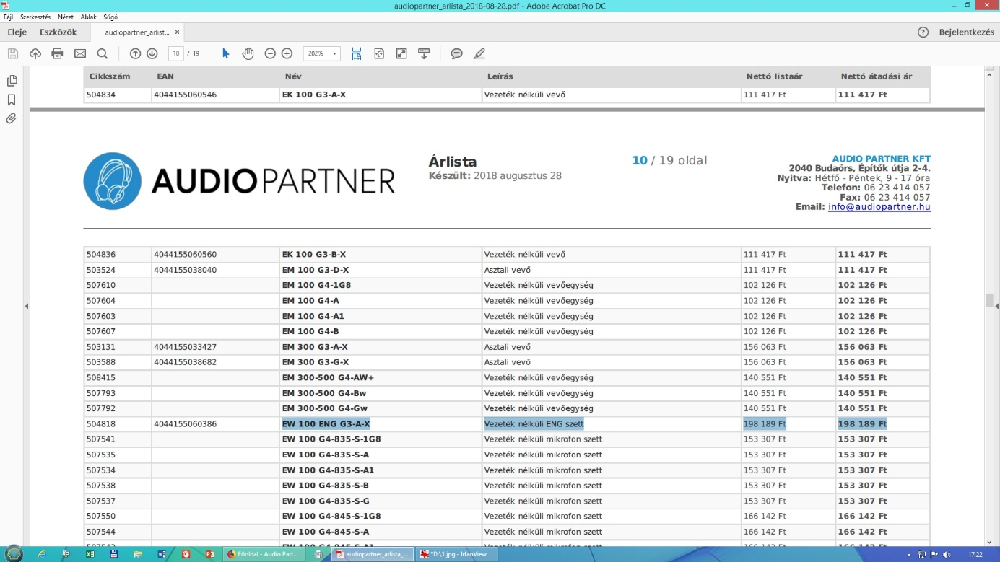 audiopartner_arlista_2018-08-28.pdf - Adobe Acrobat Pro DC
Fájl Szerkesztés Nézet Ablak Súgó
Eleje Eszközök audiopartner_arlist... × Bejelentkezés
10 / 19 202%
Cikkszám EAN Név Leírás Nettó listaár Nettó átadási ár
504834 4044155060546 EK 100 G3-A-X Vezeték nélküli vevő 111 417 Ft 111 417 Ft
AUDIO PARTNER
Árlista
Készült: 2018 augusztus 28
10 / 19 oldal
AUDIO PARTNER KFT
2040 Budaörs, Építők útja 2-4.
Nyitva: Hétfő - Péntek, 9 - 17 óra
Telefon: 06 23 414 057
Fax: 06 23 414 057
Email: info@audiopartner.hu
504836 4044155060560 EK 100 G3-B-X Vezeték nélküli vevő 111 417 Ft 111 417 Ft
503524 4044155038040 EM 100 G3-D-X Asztali vevő 111 417 Ft 111 417 Ft
507610 EM 100 G4-1G8 Vezeték nélküli vevőegység 102 126 Ft 102 126 Ft
507604 EM 100 G4-A Vezeték nélküli vevőegység 102 126 Ft 102 126 Ft
507603 EM 100 G4-A1 Vezeték nélküli vevőegység 102 126 Ft 102 126 Ft
507607 EM 100 G4-B Vezeték nélküli vevőegység 102 126 Ft 102 126 Ft
503131 4044155033427 EM 300 G3-A-X Asztali vevő 156 063 Ft 156 063 Ft
503588 4044155038682 EM 300 G3-G-X Asztali vevő 156 063 Ft 156 063 Ft
508415 EM 300-500 G4-AW+ Vezeték nélküli vevőegység 140 551 Ft 140 551 Ft
507793 EM 300-500 G4-Bw Vezeték nélküli vevőegység 140 551 Ft 140 551 Ft
507792 EM 300-500 G4-Gw Vezeték nélküli vevőegység 140 551 Ft 140 551 Ft
504818 4044155060386 EW 100 ENG G3-A-X Vezeték nélküli ENG szett 198 189 Ft 198 189 Ft
507541 EW 100 G4-835-S-1G8 Vezeték nélküli mikrofon szett 153 307 Ft 153 307 Ft
507535 EW 100 G4-835-S-A Vezeték nélküli mikrofon szett 153 307 Ft 153 307 Ft
507534 EW 100 G4-835-S-A1 Vezeték nélküli mikrofon szett 153 307 Ft 153 307 Ft
507538 EW 100 G4-835-S-B Vezeték nélküli mikrofon szett 153 307 Ft 153 307 Ft
507537 EW 100 G4-835-S-G Vezeték nélküli mikrofon szett 153 307 Ft 153 307 Ft
507550 EW 100 G4-845-S-1G8 Vezeték nélküli mikrofon szett 166 142 Ft 166 142 Ft
507544 EW 100 G4-845-S-A Vezeték nélküli mikrofon szett 166 142 Ft 166 142 Ft
507543 EW 100 G4-845-S-A1 Vezeték nélküli mikrofon szett 166 142 Ft 166 142 Ft
Főoldal - Audio Part... audiopartner_arlista_... *D:\1.jpg - IrfanView 17:22